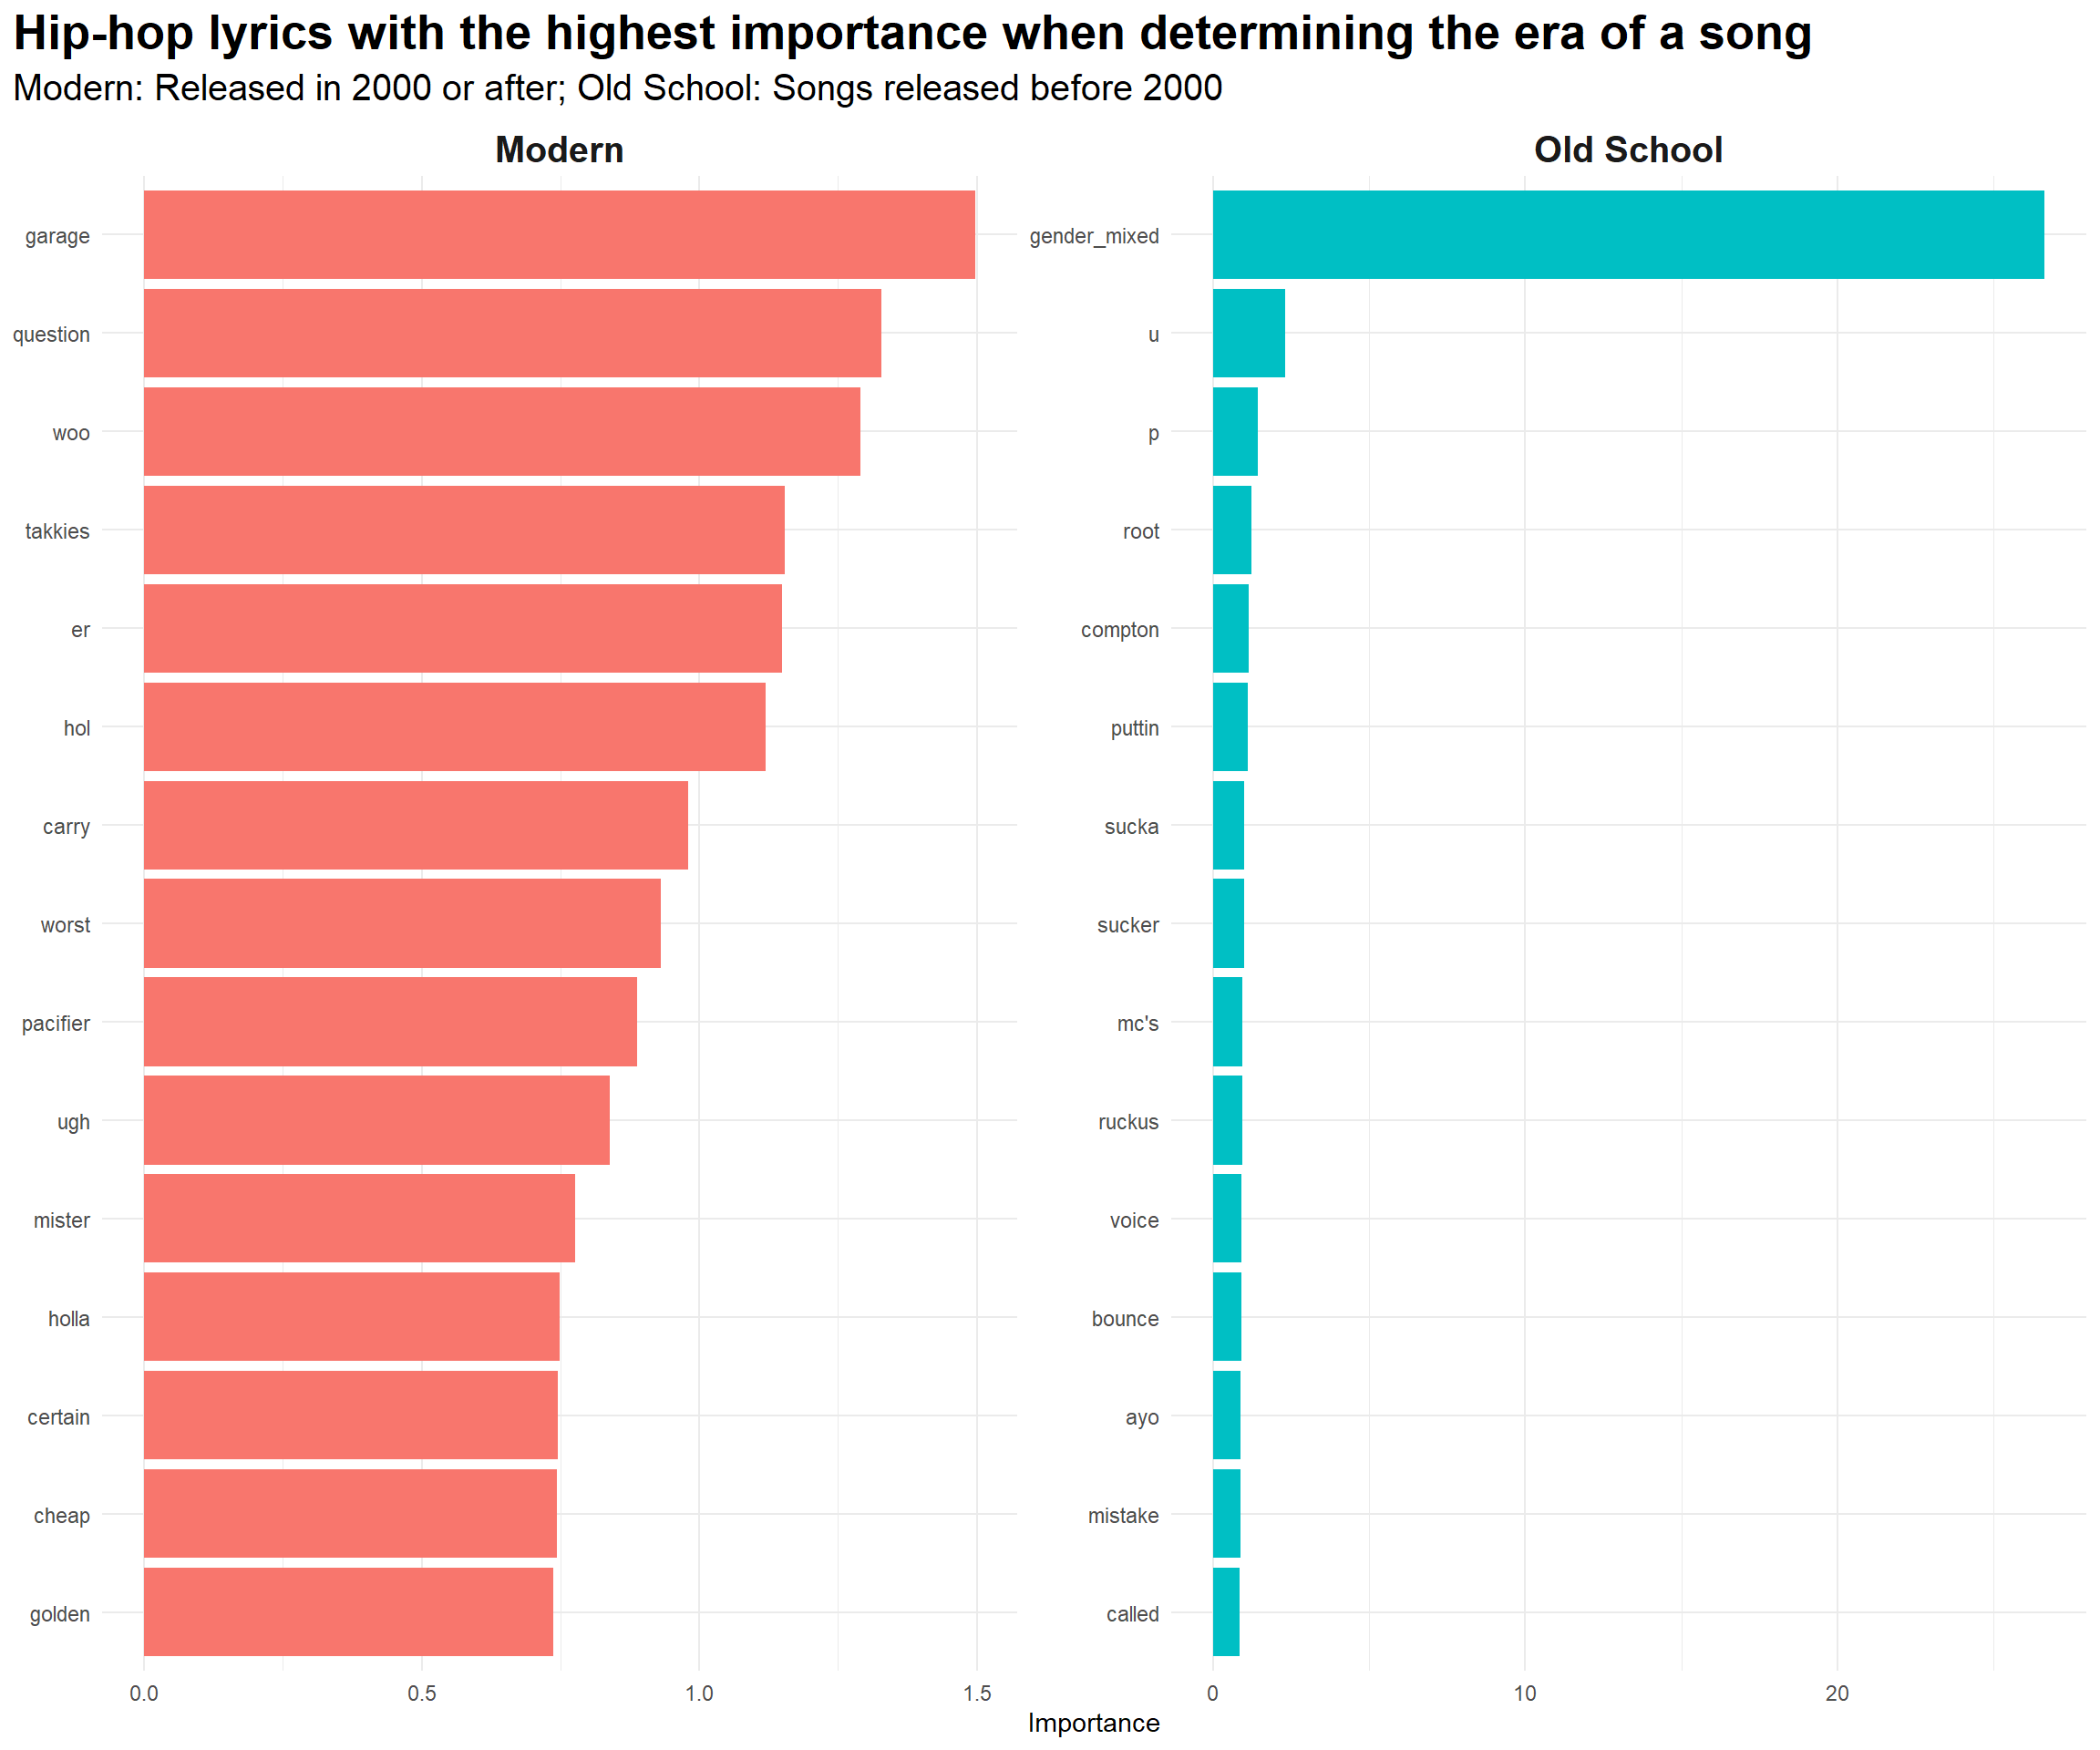 Hip-hop lyrics with the highest importance when determining the era of a song
Modern: Released in 2000 or after; Old School: Songs released before 2000
Modern
garage
question
woo
takkies
er
hol
carry
worst
pacifier
ugh
mister
holla
certain
cheap
golden
0.0 0.5 1.0 1.5
Old School
gender_mixed
u
p
root
compton
puttin
sucka
sucker
mc's
ruckus
voice
bounce
ayo
mistake
called
0 10 20
Importance